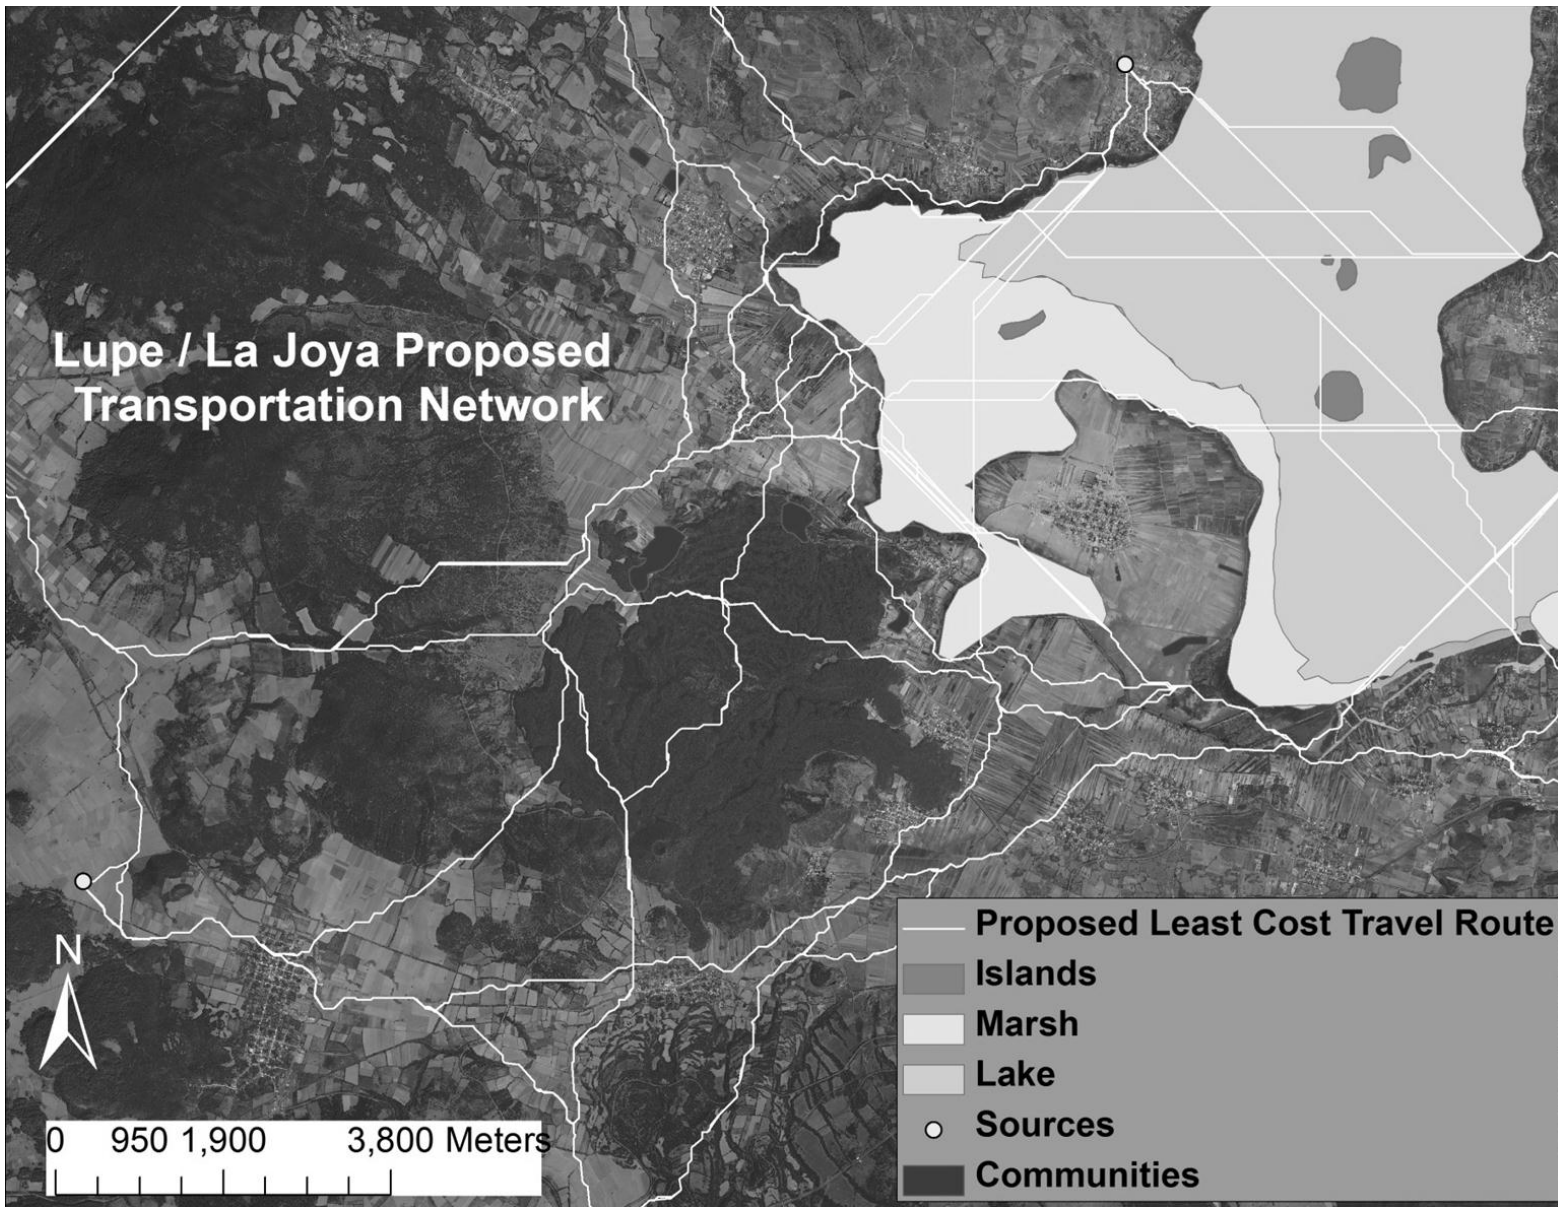 Lupe / La Joya Proposed
Transportation Network
N
0 950 1,900 3,800 Meters
Proposed Least Cost Travel Route
Islands
Marsh
Lake
Sources
Communities